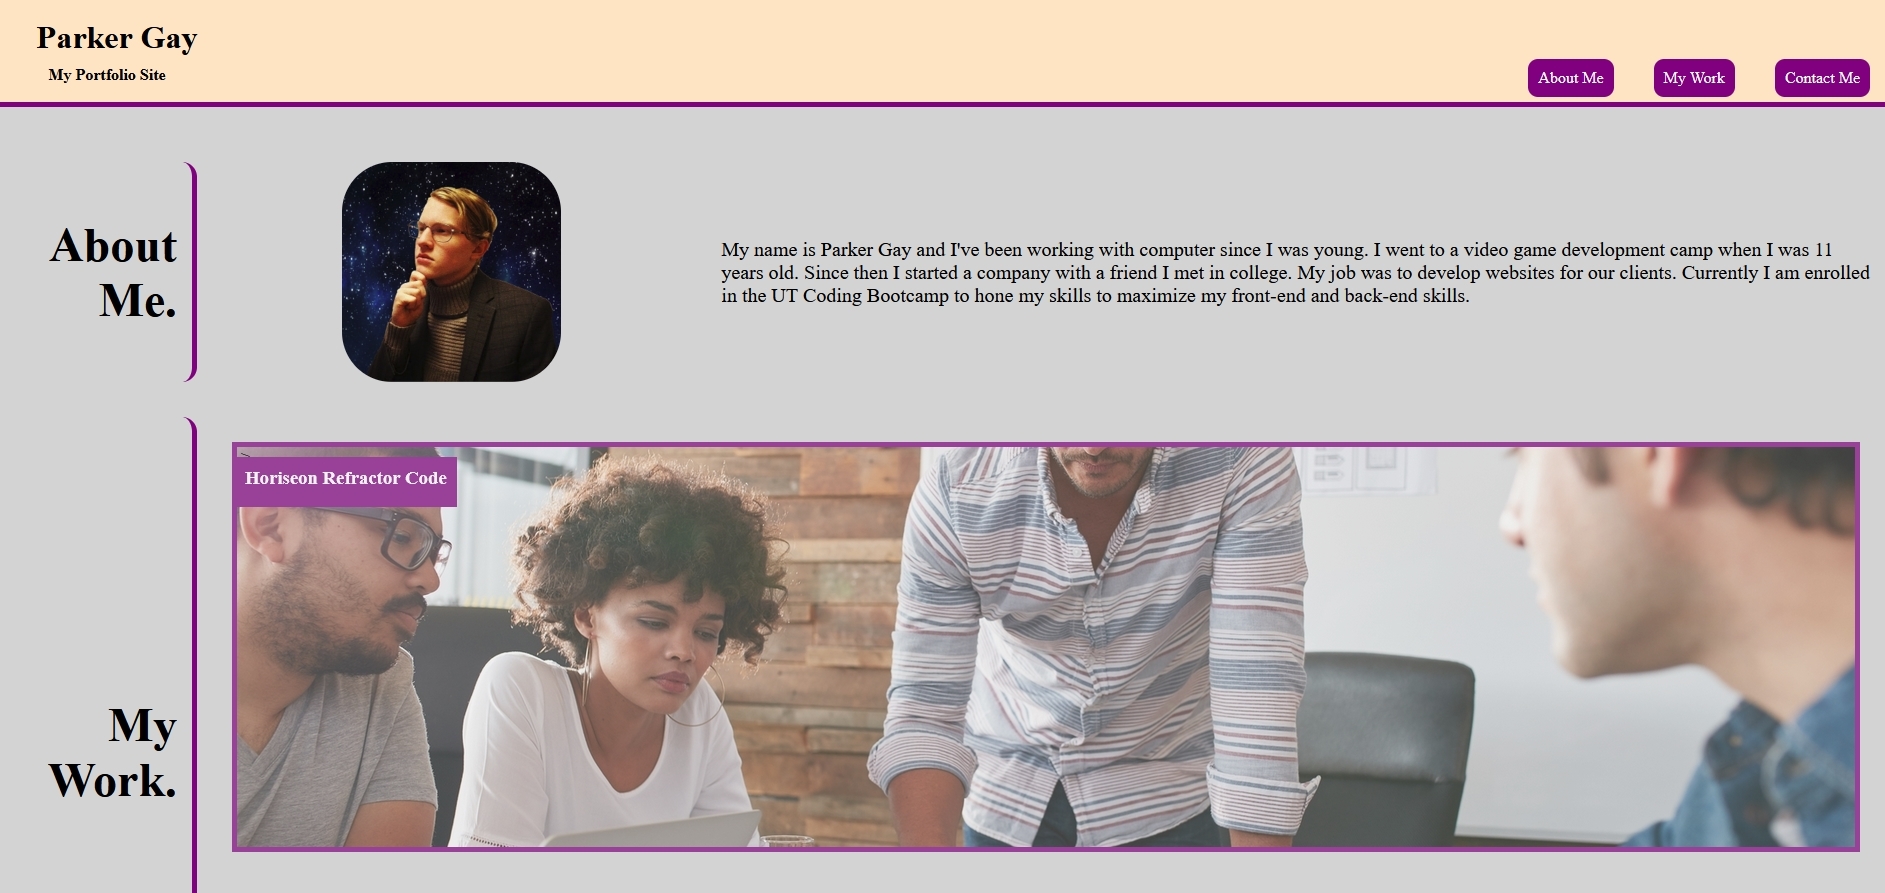 Parker Gay
My Portfolio Site
About Me
My Work
Contact Me
About
Me.
My name is Parker Gay and I've been working with computer since I was young. I went to a video game development camp when I was 11
years old. Since then I started a company with a friend I met in college. My job was to develop websites for our clients. Currently I am enrolled
in the UT Coding Bootcamp to hone my skills to maximize my front-end and back-end skills.
My
Work.
Horiseon Refractor Code